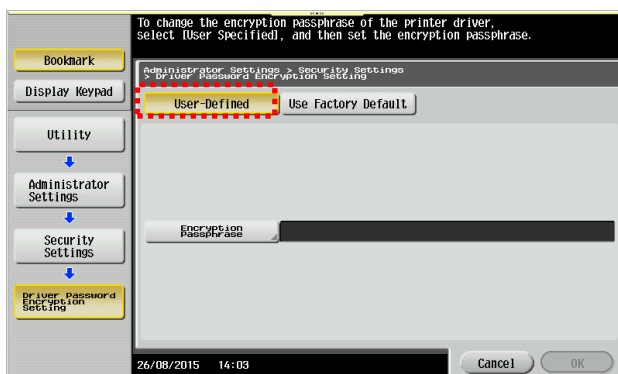 To change the encryption passphrase of the printer driver,
select [User Specified], and then set the encryption passphrase.
Bookmark
Display Keypad
Utility
Administrator
Settings
Security
Settings
Driver Password
Encryption
Setting
Administrator Settings > Security Settings
> Driver Password Encryption Setting
User-Defined
Use Factory Default
Encryption
Passphrase
26/08/2015 14:03
Cancel
OK